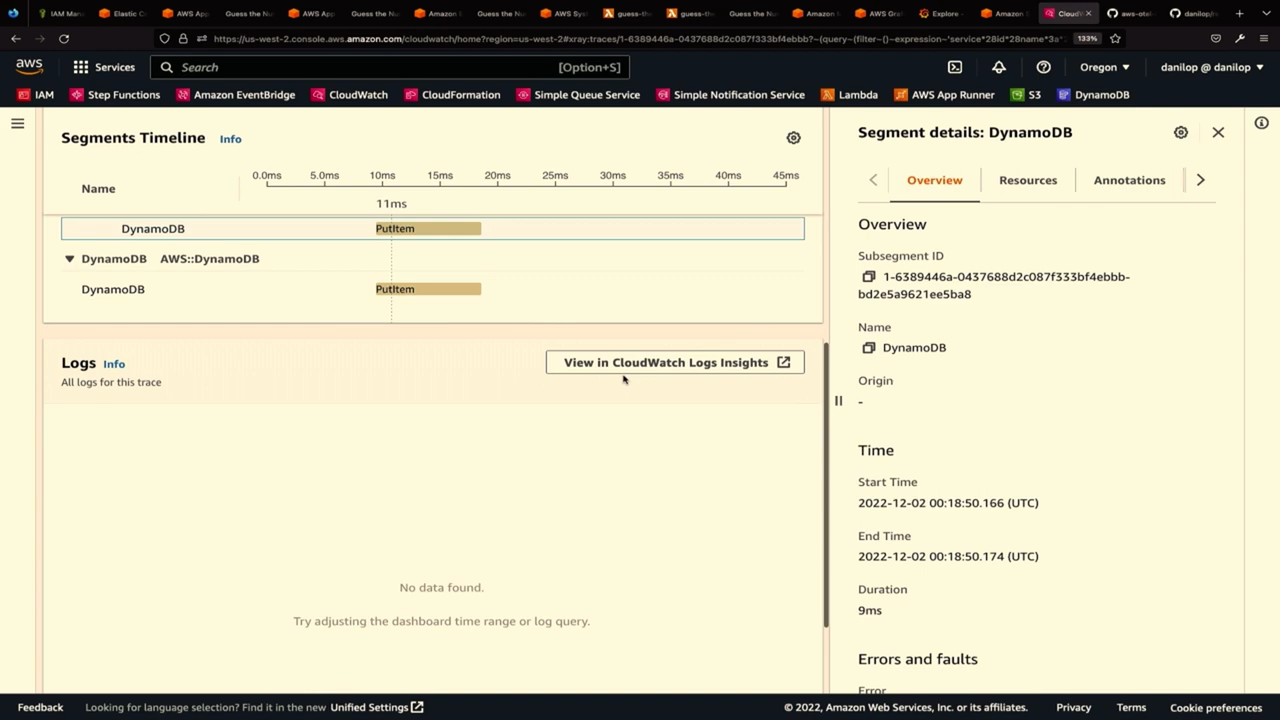 IAM Mana
Elastic C
AWS App
Guess the Nu
AWS App
Guess the Nu
Amazon E
Guess the Nu
AWS Sys
guess-the
guess-the
Guess the Nu
Amazon
AWS Gra
Explore -
Amazon E
CloudW
aws-otel
danilop/
https://us-west-2.console.aws.amazon.com/cloudwatch/home?region=us-west-2#xray:traces/1-6389446a-0437688d2c087f333bf4ebbb?~(query~(filter~()~expression~'service*28id*28name*3a*2
133%
aws
Services
Search
[Option+S]
Oregon
danilop @ danilop
IAM
Step Functions
Amazon EventBridge
CloudWatch
CloudFormation
Simple Queue Service
Simple Notification Service
Lambda
AWS App Runner
S3
DynamoDB
Segments Timeline Info
Name
0.0ms 5.0ms 10ms 15ms 20ms 25ms 30ms 35ms 40ms 45ms
11ms
DynamoDB PutItem
DynamoDB AWS::DynamoDB
DynamoDB PutItem
Logs Info
All logs for this trace
View in CloudWatch Logs Insights
No data found.
Try adjusting the dashboard time range or log query.
Segment details: DynamoDB
Overview
Resources
Annotations
Overview
Subsegment ID
1-6389446a-0437688d2c087f333bf4ebbb-
bd2e5a9621ee5ba8
Name
DynamoDB
Origin
-
Time
Start Time
2022-12-02 00:18:50.166 (UTC)
End Time
2022-12-02 00:18:50.174 (UTC)
Duration
9ms
Errors and faults
Error
Feedback
Looking for language selection? Find it in the new Unified Settings
© 2022, Amazon Web Services, Inc. or its affiliates.
Privacy
Terms
Cookie preferences